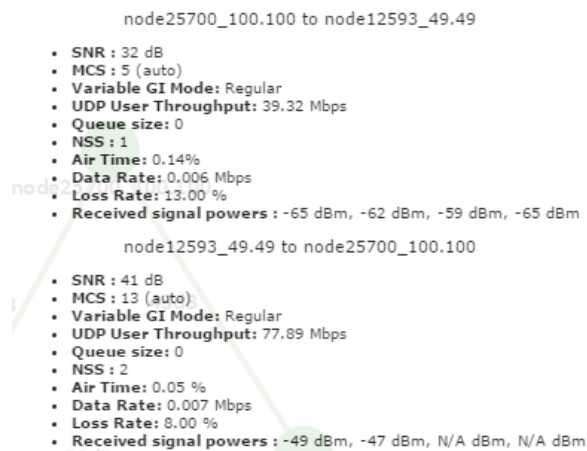 node25700_100.100 to node12593_49.49
• SNR : 32 dB
• MCS : 5 (auto)
• Variable GI Mode: Regular
• UDP User Throughput: 39.32 Mbps
• Queue size: 0
• NSS : 1
• Air Time: 0.14%
• Data Rate: 0.006 Mbps
• Loss Rate: 13.00 %
• Received signal powers : -65 dBm, -62 dBm, -59 dBm, -65 dBm
node12593_49.49 to node25700_100.100
• SNR : 41 dB
• MCS : 13 (auto)
• Variable GI Mode: Regular
• UDP User Throughput: 77.89 Mbps
• Queue size: 0
• NSS : 2
• Air Time: 0.05 %
• Data Rate: 0.007 Mbps
• Loss Rate: 8.00 %
• Received signal powers : -49 dBm, -47 dBm, N/A dBm, N/A dBm